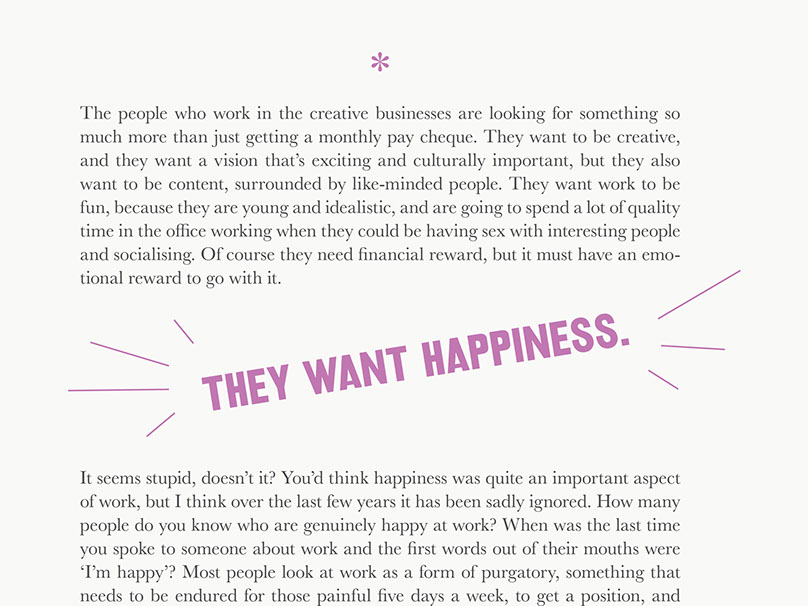 *
The people who work in the creative businesses are looking for something so
much more than just getting a monthly pay cheque. They want to be creative,
and they want a vision that’s exciting and culturally important, but they also
want to be content, surrounded by like-minded people. They want work to be
fun, because they are young and idealistic, and are going to spend a lot of quality
time in the office working when they could be having sex with interesting people
and socialising. Of course they need financial reward, but it must have an emo-
tional reward to go with it.
THEY WANT HAPPINESS.
It seems stupid, doesn’t it? You’d think happiness was quite an important aspect
of work, but I think over the last few years it has been sadly ignored. How many
people do you know who are genuinely happy at work? When was the last time
you spoke to someone about work and the first words out of their mouths were
‘I’m happy’? Most people look at work as a form of purgatory, something that
needs to be endured for those painful five days a week, to get a position, and